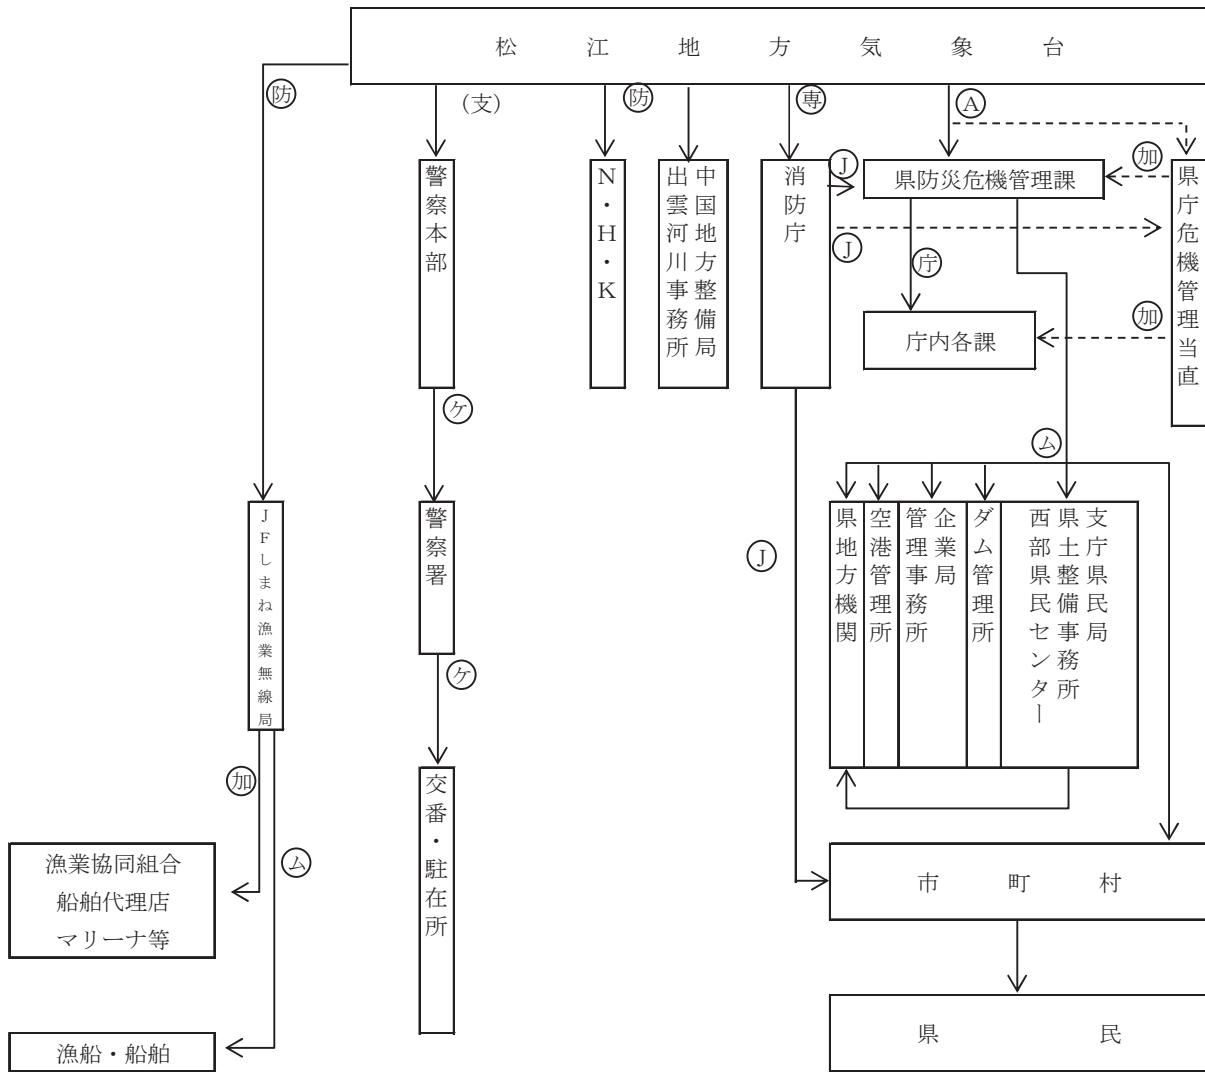 松江地方気象台
防
(支)
防
専
A
加
警察本部
N・H・K
中国地方整備局
出雲河川事務所
消防庁
J
県防災危機管理課
県庁危機管理当直
J
庁
加
庁内各課
ケ
ム
JFしまね漁業無線局
警察署
J
県地方機関
空港管理所
企業局
管理事務所
ダム管理所
支庁県民局
県土整備事務所
西部県民センター
ケ
加
交番・駐在所
ム
漁業協同組合
船舶代理店
マリーナ等
市町村
漁船・船舶
県民